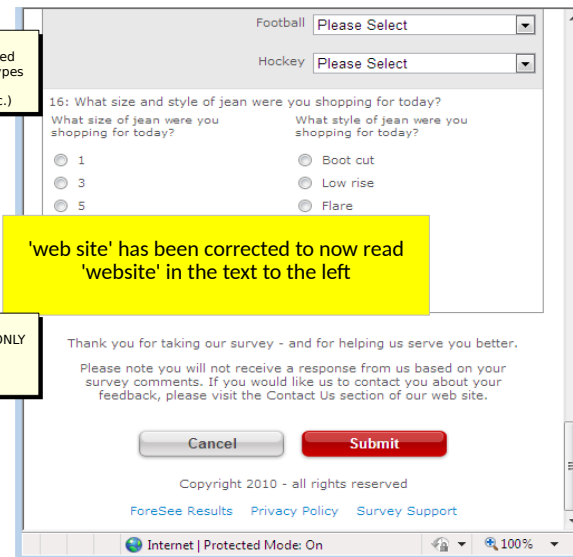 Football Please Select
Hockey Please Select
ed
ypes
c.)
16: What size and style of jean were you shopping for today?
What size of jean were you
shopping for today?
What style of jean were you
shopping for today?
1
3
5
Boot cut
Low rise
Flare
'web site' has been corrected to now read
'website' in the text to the left
ONLY
Thank you for taking our survey - and for helping us serve you better.
Please note you will not receive a response from us based on your
survey comments. If you would like us to contact you about your
feedback, please visit the Contact Us section of our web site.
Cancel Submit
Copyright 2010 - all rights reserved
ForeSee Results Privacy Policy Survey Support
Internet | Protected Mode: On 100%